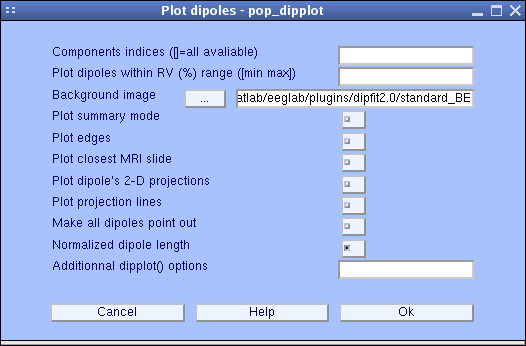 Plot dipoles - pop_dipplot
Components indices ([]=all avaliable)
Plot dipoles within RV (%) range ([min max])
Background image ... atlab/eeglab/plugins/dipfit2.0/standard_BE
Plot summary mode
Plot edges
Plot closest MRI slide
Plot dipole's 2-D projections
Plot projection lines
Make all dipoles point out
Normalized dipole length
Additionnal dipplot() options
Cancel Help Ok